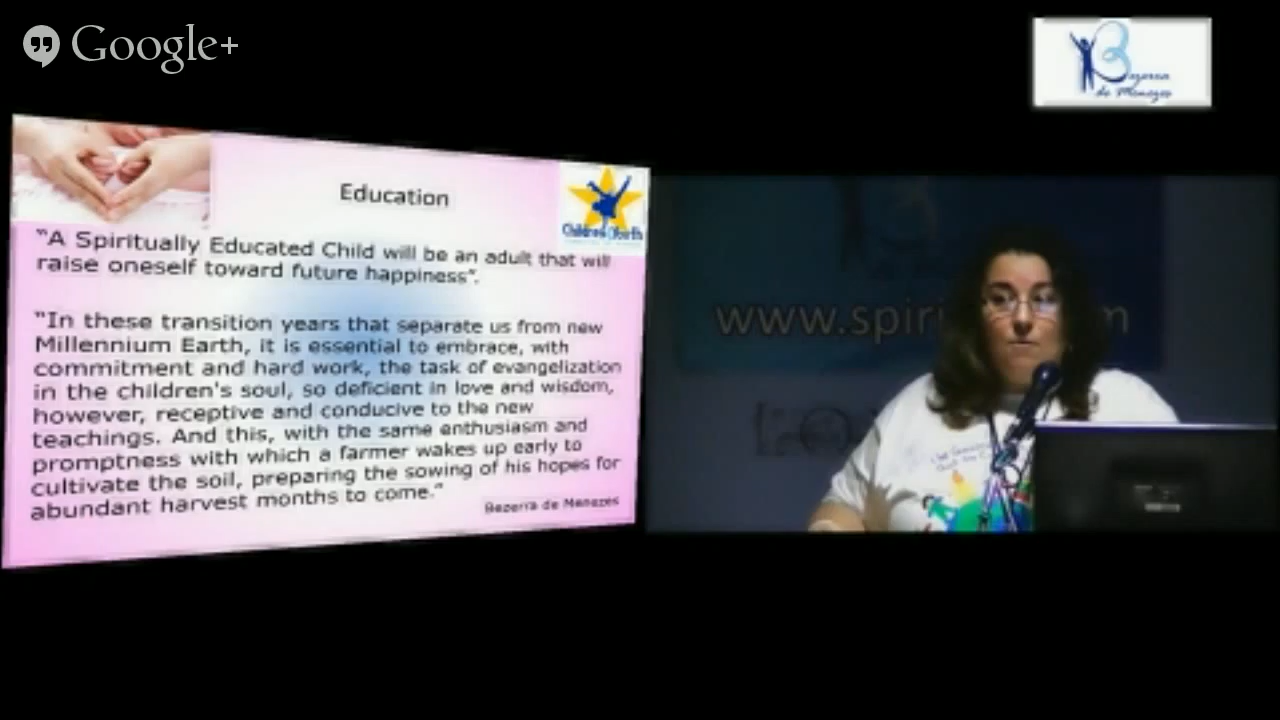 Google+
Bezerra
de Menezes
Education
"A Spiritually Educated Child will be an adult that will
raise oneself toward future happiness".
"In these transition years that separate us from new
Millennium Earth, it is essential to embrace, with
commitment and hard work, the task of evangelization
in the children's soul, so deficient in love and wisdom,
however, receptive and conducive to the new
teachings. And this, with the same enthusiasm and
promptness with which a farmer wakes up early to
cultivate the soil, preparing the sowing of his hopes for
abundant harvest months to come."
Bezerra de Menezes
www.spiri
m